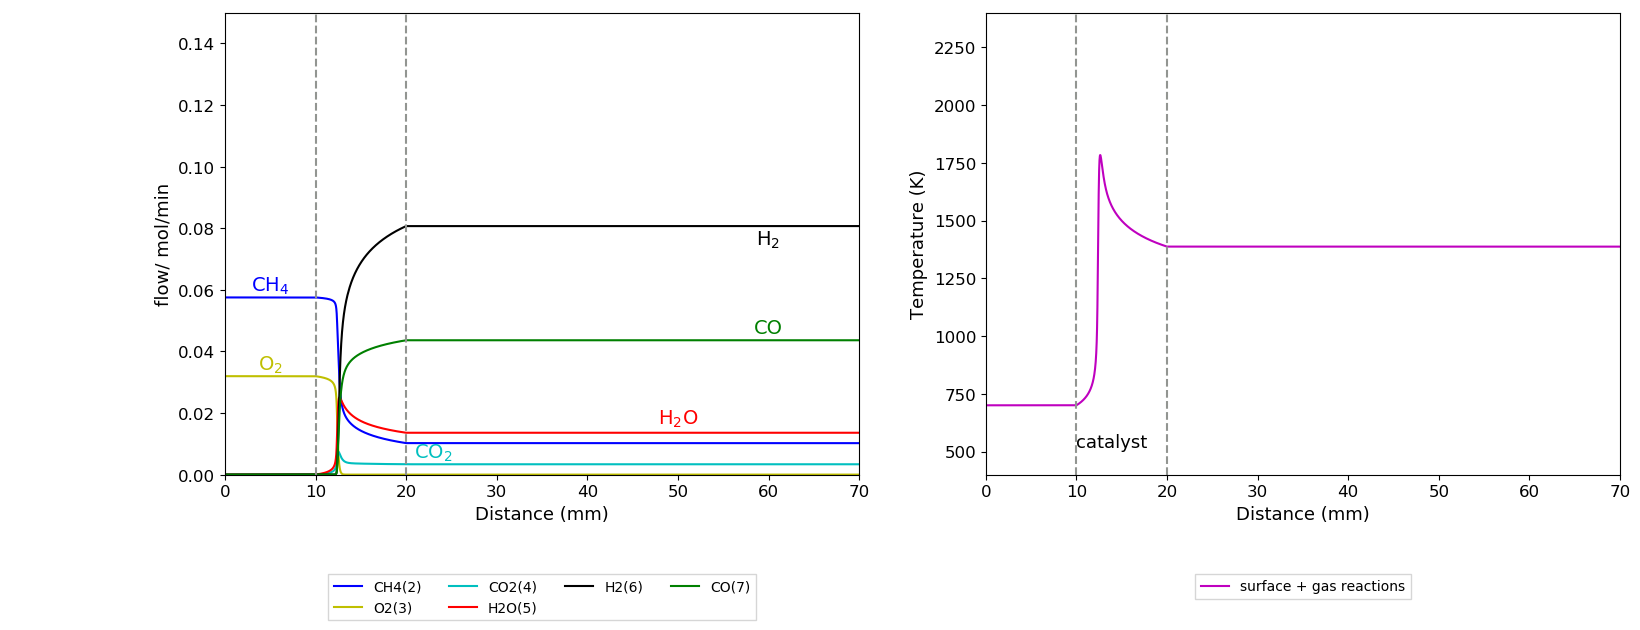 0.14
0.12
0.10
0.08
0.06
0.04
0.02
0.00
flow/ mol/min
CH4
O2
H2
CO
H2O
CO2
0 10 20 30 40 50 60 70
Distance (mm)
CH4(2) CO2(4) H2(6) CO(7)
O2(3) H2O(5)
2250
2000
1750
1500
1250
1000
750
500
Temperature (K)
catalyst
0 10 20 30 40 50 60 70
Distance (mm)
surface + gas reactions